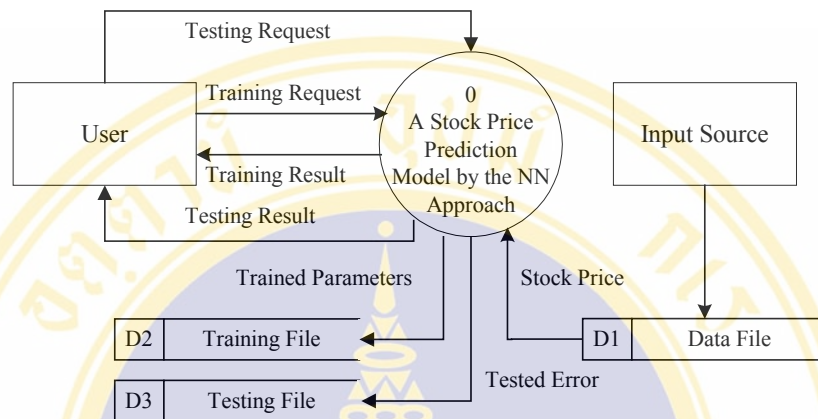 Testing Request
User
Training Request
Training Result
Testing Result
0
A Stock Price
Prediction
Model by the NN
Approach
Input Source
Trained Parameters
Stock Price
D2 Training File
D1 Data File
Tested Error
D3 Testing File